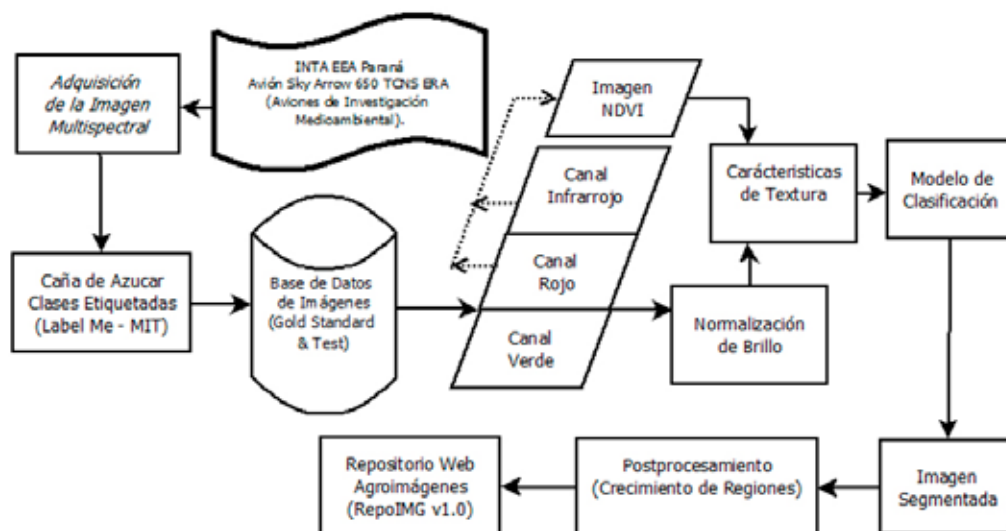 Adquisición
de la Imagen
Multispectral
INTA EEA Paraná
Avión Sky Arrow 650 TCNS ERA
(Aviones de Investigación
Medioambiental).
Imagen
NDVI
Canal
Infrarrojo
Canal
Rojo
Canal
Verde
Carácteristicas
de Textura
Modelo de
Clasificación
Caña de Azucar
Clases Etiquetadas
(Label Me - MIT)
Base de Datos
de Imágenes
(Gold Standard
& Test)
Normalización
de Brillo
Repositorio Web
Agroimágenes
(RepoIMG v1.0)
Postprocesamiento
(Crecimiento de Regiones)
Imagen
Segmentada